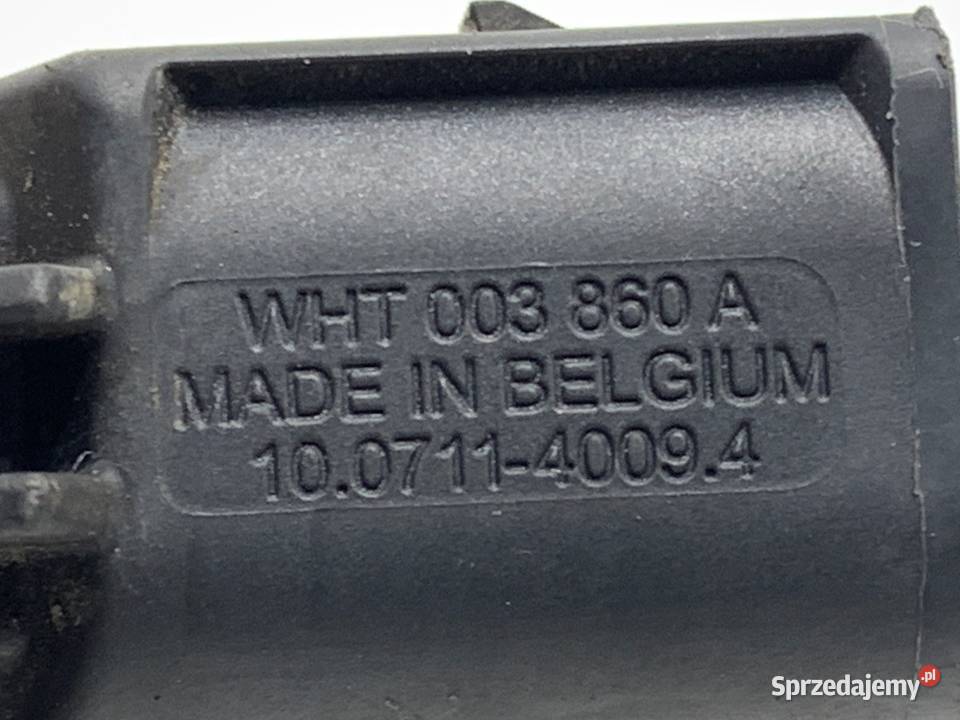 WHT 003 860 A
MADE IN BELGIUM
10.0711-4009.4
Sprzedajemy.pl